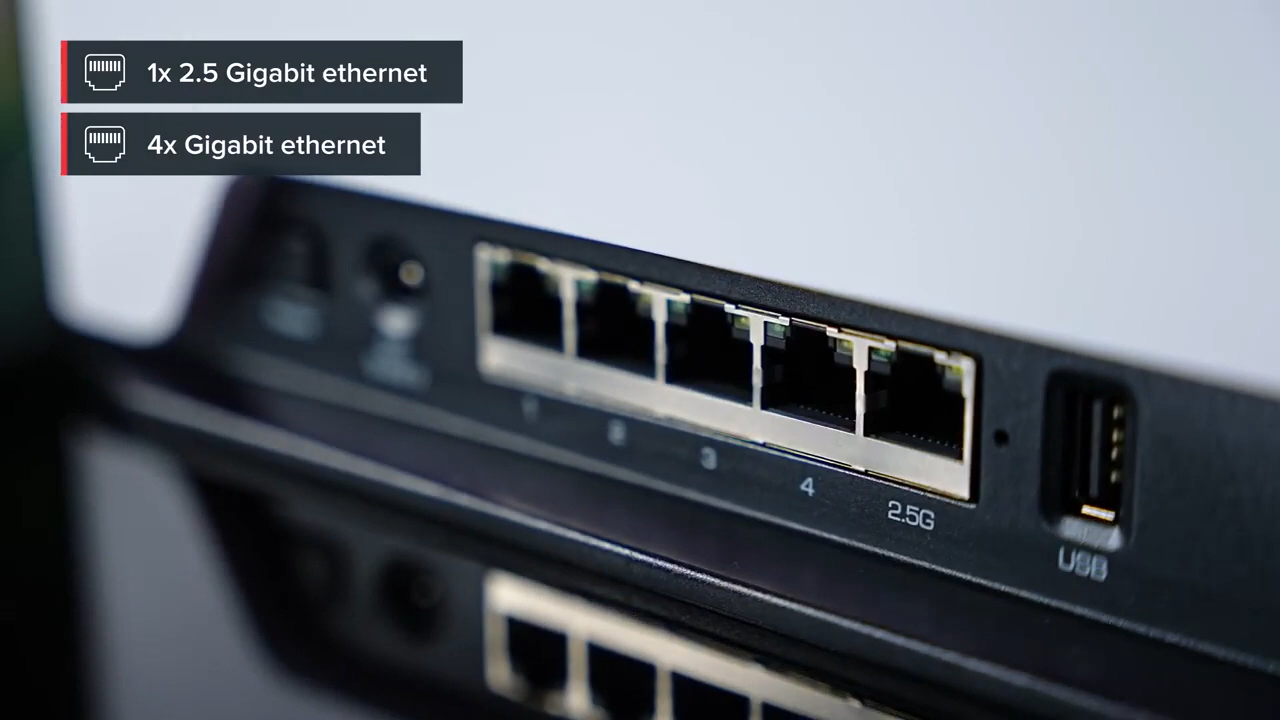 1x 2.5 Gigabit ethernet
4x Gigabit ethernet
1
2
3
4
2.5G
USB